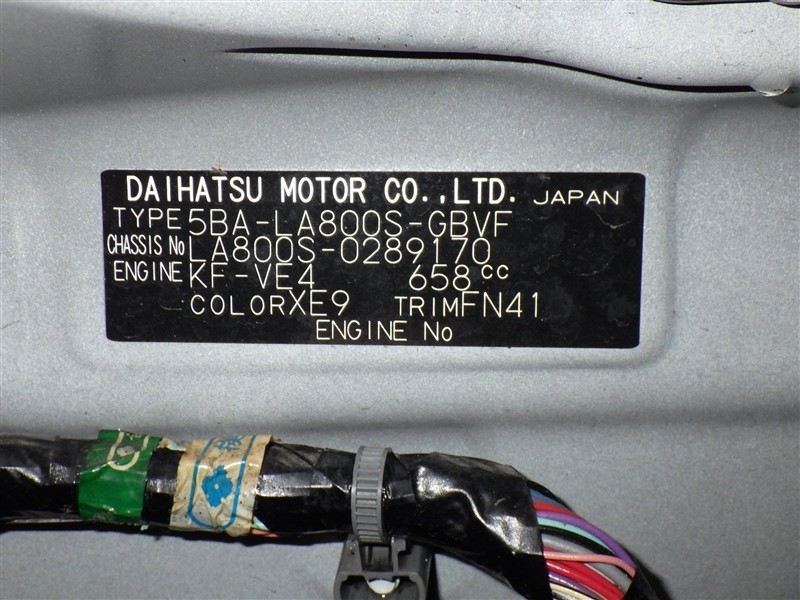 DAIHATSU MOTOR CO.,LTD. JAPAN
TYPE 5BA-LA800S-GBVF
CHASSIS No LA800S-0289170
ENGINE KF-VE4 658cc
COLOR XE9 TRIM FN41
ENGINE No